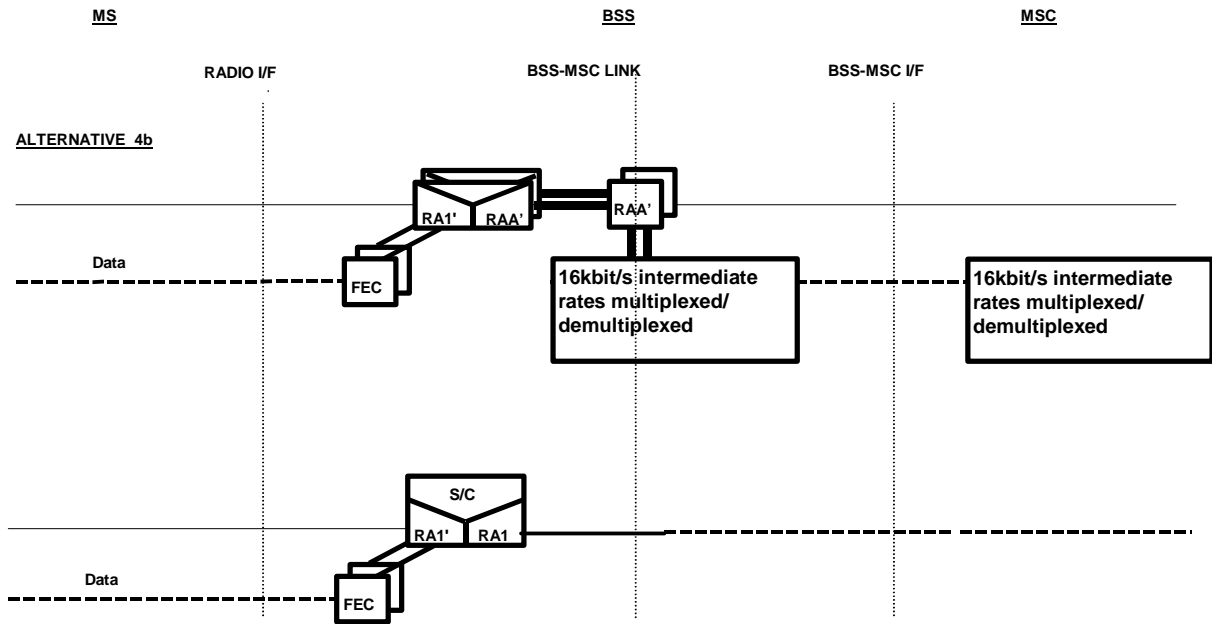 MS
BSS
MSC
RADIO I/F
BSS-MSC LINK
BSS-MSC I/F
ALTERNATIVE 4b
RA1'
RAA'
RAA'
Data
FEC
16kbit/s intermediate
rates multiplexed/
demultiplexed
16kbit/s intermediate
rates multiplexed/
demultiplexed
S/C
RA1'
RA1
Data
FEC